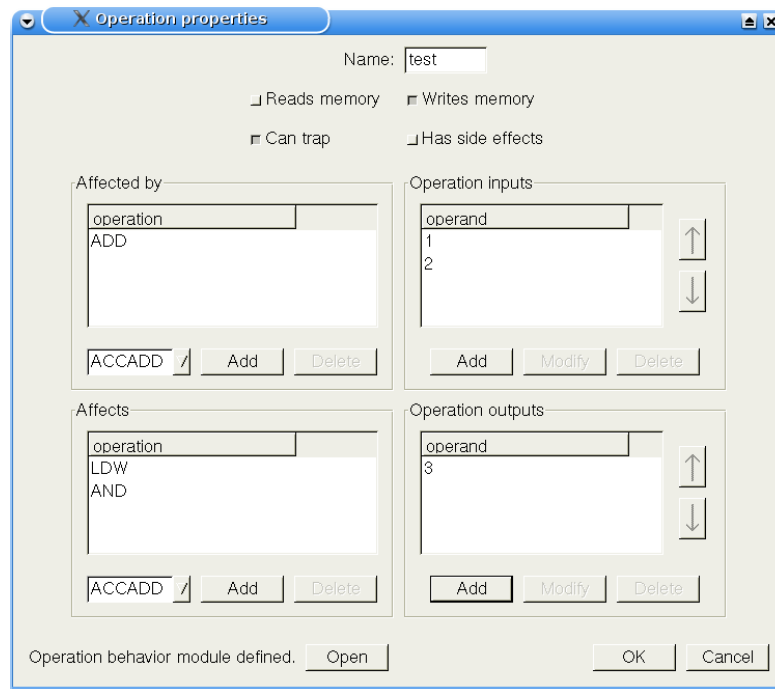 Operation properties
Name: test
Reads memory Writes memory
Can trap Has side effects
Affected by
operation
ADD
ACCADD Add Delete
Operation inputs
operand
1
2
Add Modify Delete
Affects
operation
LDW
AND
ACCADD Add Delete
Operation outputs
operand
3
Add Modify Delete
Operation behavior module defined. Open OK Cancel